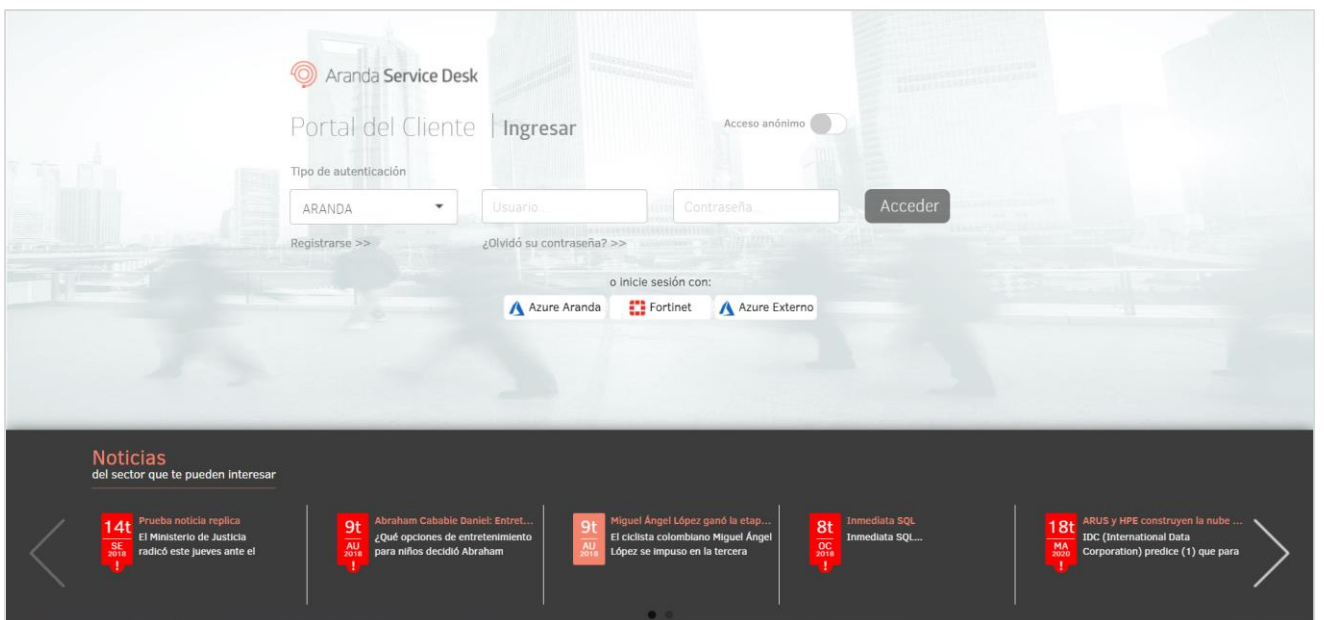 Aranda Service Desk
Portal del Cliente | Ingresar
Acceso anónimo
Tipo de autenticación
ARANDA
Usuario...
Contraseña...
Acceder
Registrarse >>
¿Olvidó su contraseña? >>
o inicie sesión con:
Azure Aranda
Fortinet
Azure Externo
Noticias
del sector que te pueden interesar
14t
SE
2018
!
Prueba noticia replica
El Ministerio de Justicia
radicó este jueves ante el
9t
AU
2018
!
Abraham Cababie Daniel: Entret...
¿Qué opciones de entretenimiento
para niños decidió Abraham
9t
AU
2018
Miguel Ángel López ganó la etap...
El ciclista colombiano Miguel Ángel
López se impuso en la tercera
8t
OC
2018
!
Inmediata SQL
Inmediata SQL...
18t
MA
2020
!
ARUS y HPE construyen la nube ...
IDC (International Data
Corporation) predice (1) que para